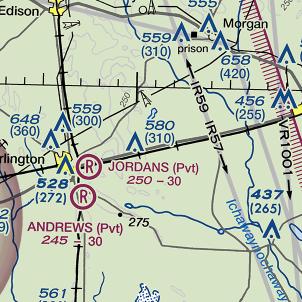 Edison
559
(310)
Morgan
prison
658
(420)
250
IR59
IR57
456
(255)
VR1001
648
(360)
559
(300)
580
(310)
rlington
R
JORDANS (Pvt)
250 - 30
528
(272)
R
ANDREWS (Pvt)
245 - 30
275
437
(265)
Ichawaynochaway
561